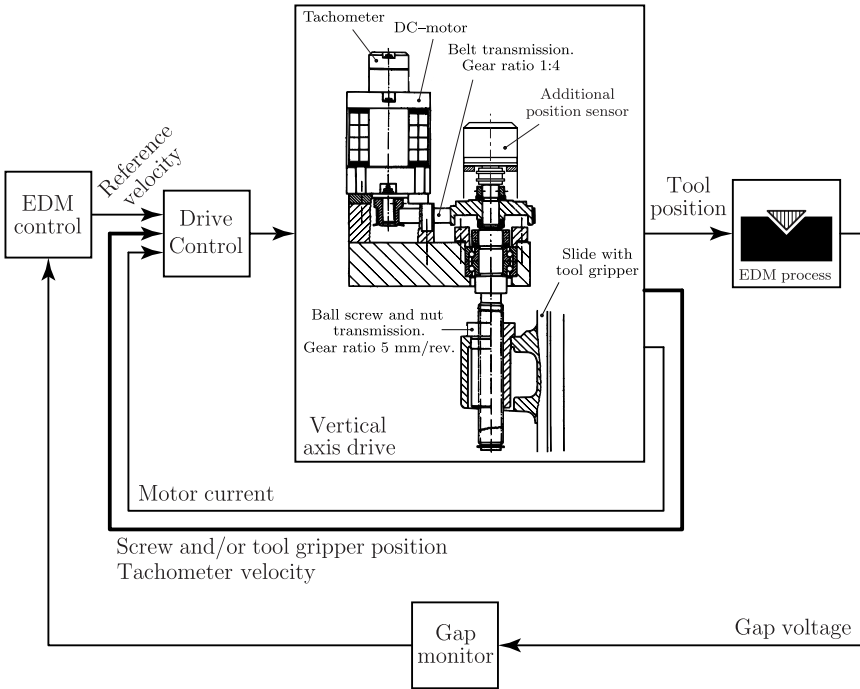 Tachometer
DC–motor
Belt transmission.
Gear ratio 1:4
Additional
position sensor
EDM
control
Reference
velocity
Drive
Control
Tool
position
EDM process
Slide with
tool gripper
Ball screw and nut
transmission.
Gear ratio 5 mm/rev.
Vertical
axis drive
Motor current
Screw and/or tool gripper position
Tachometer velocity
Gap
monitor
Gap voltage